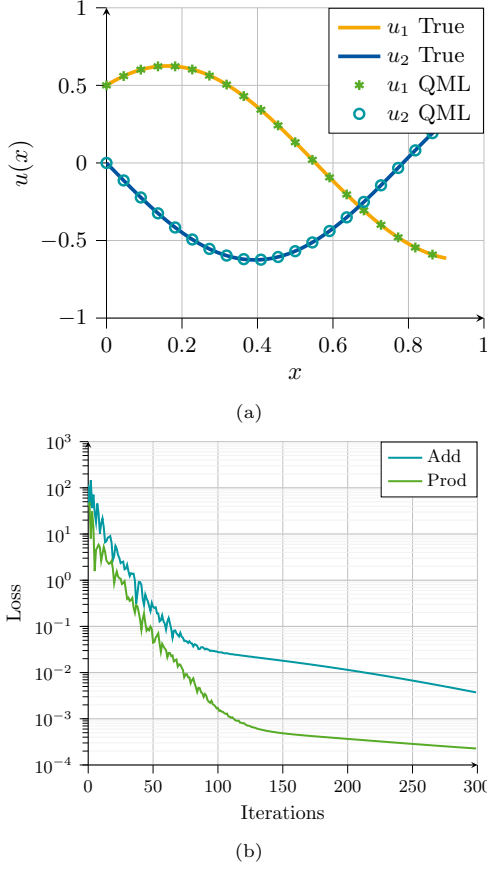 1
0.5
0
−0.5
−1
u(x)
0
0.2
0.4
0.6
0.8
1
x
u₁ True
u₂ True
u₁ QML
u₂ QML
(a)
10³
10²
10¹
10⁰
10⁻¹
10⁻²
10⁻³
10⁻⁴
Loss
0
50
100
150
200
250
300
Iterations
Add
Prod
(b)